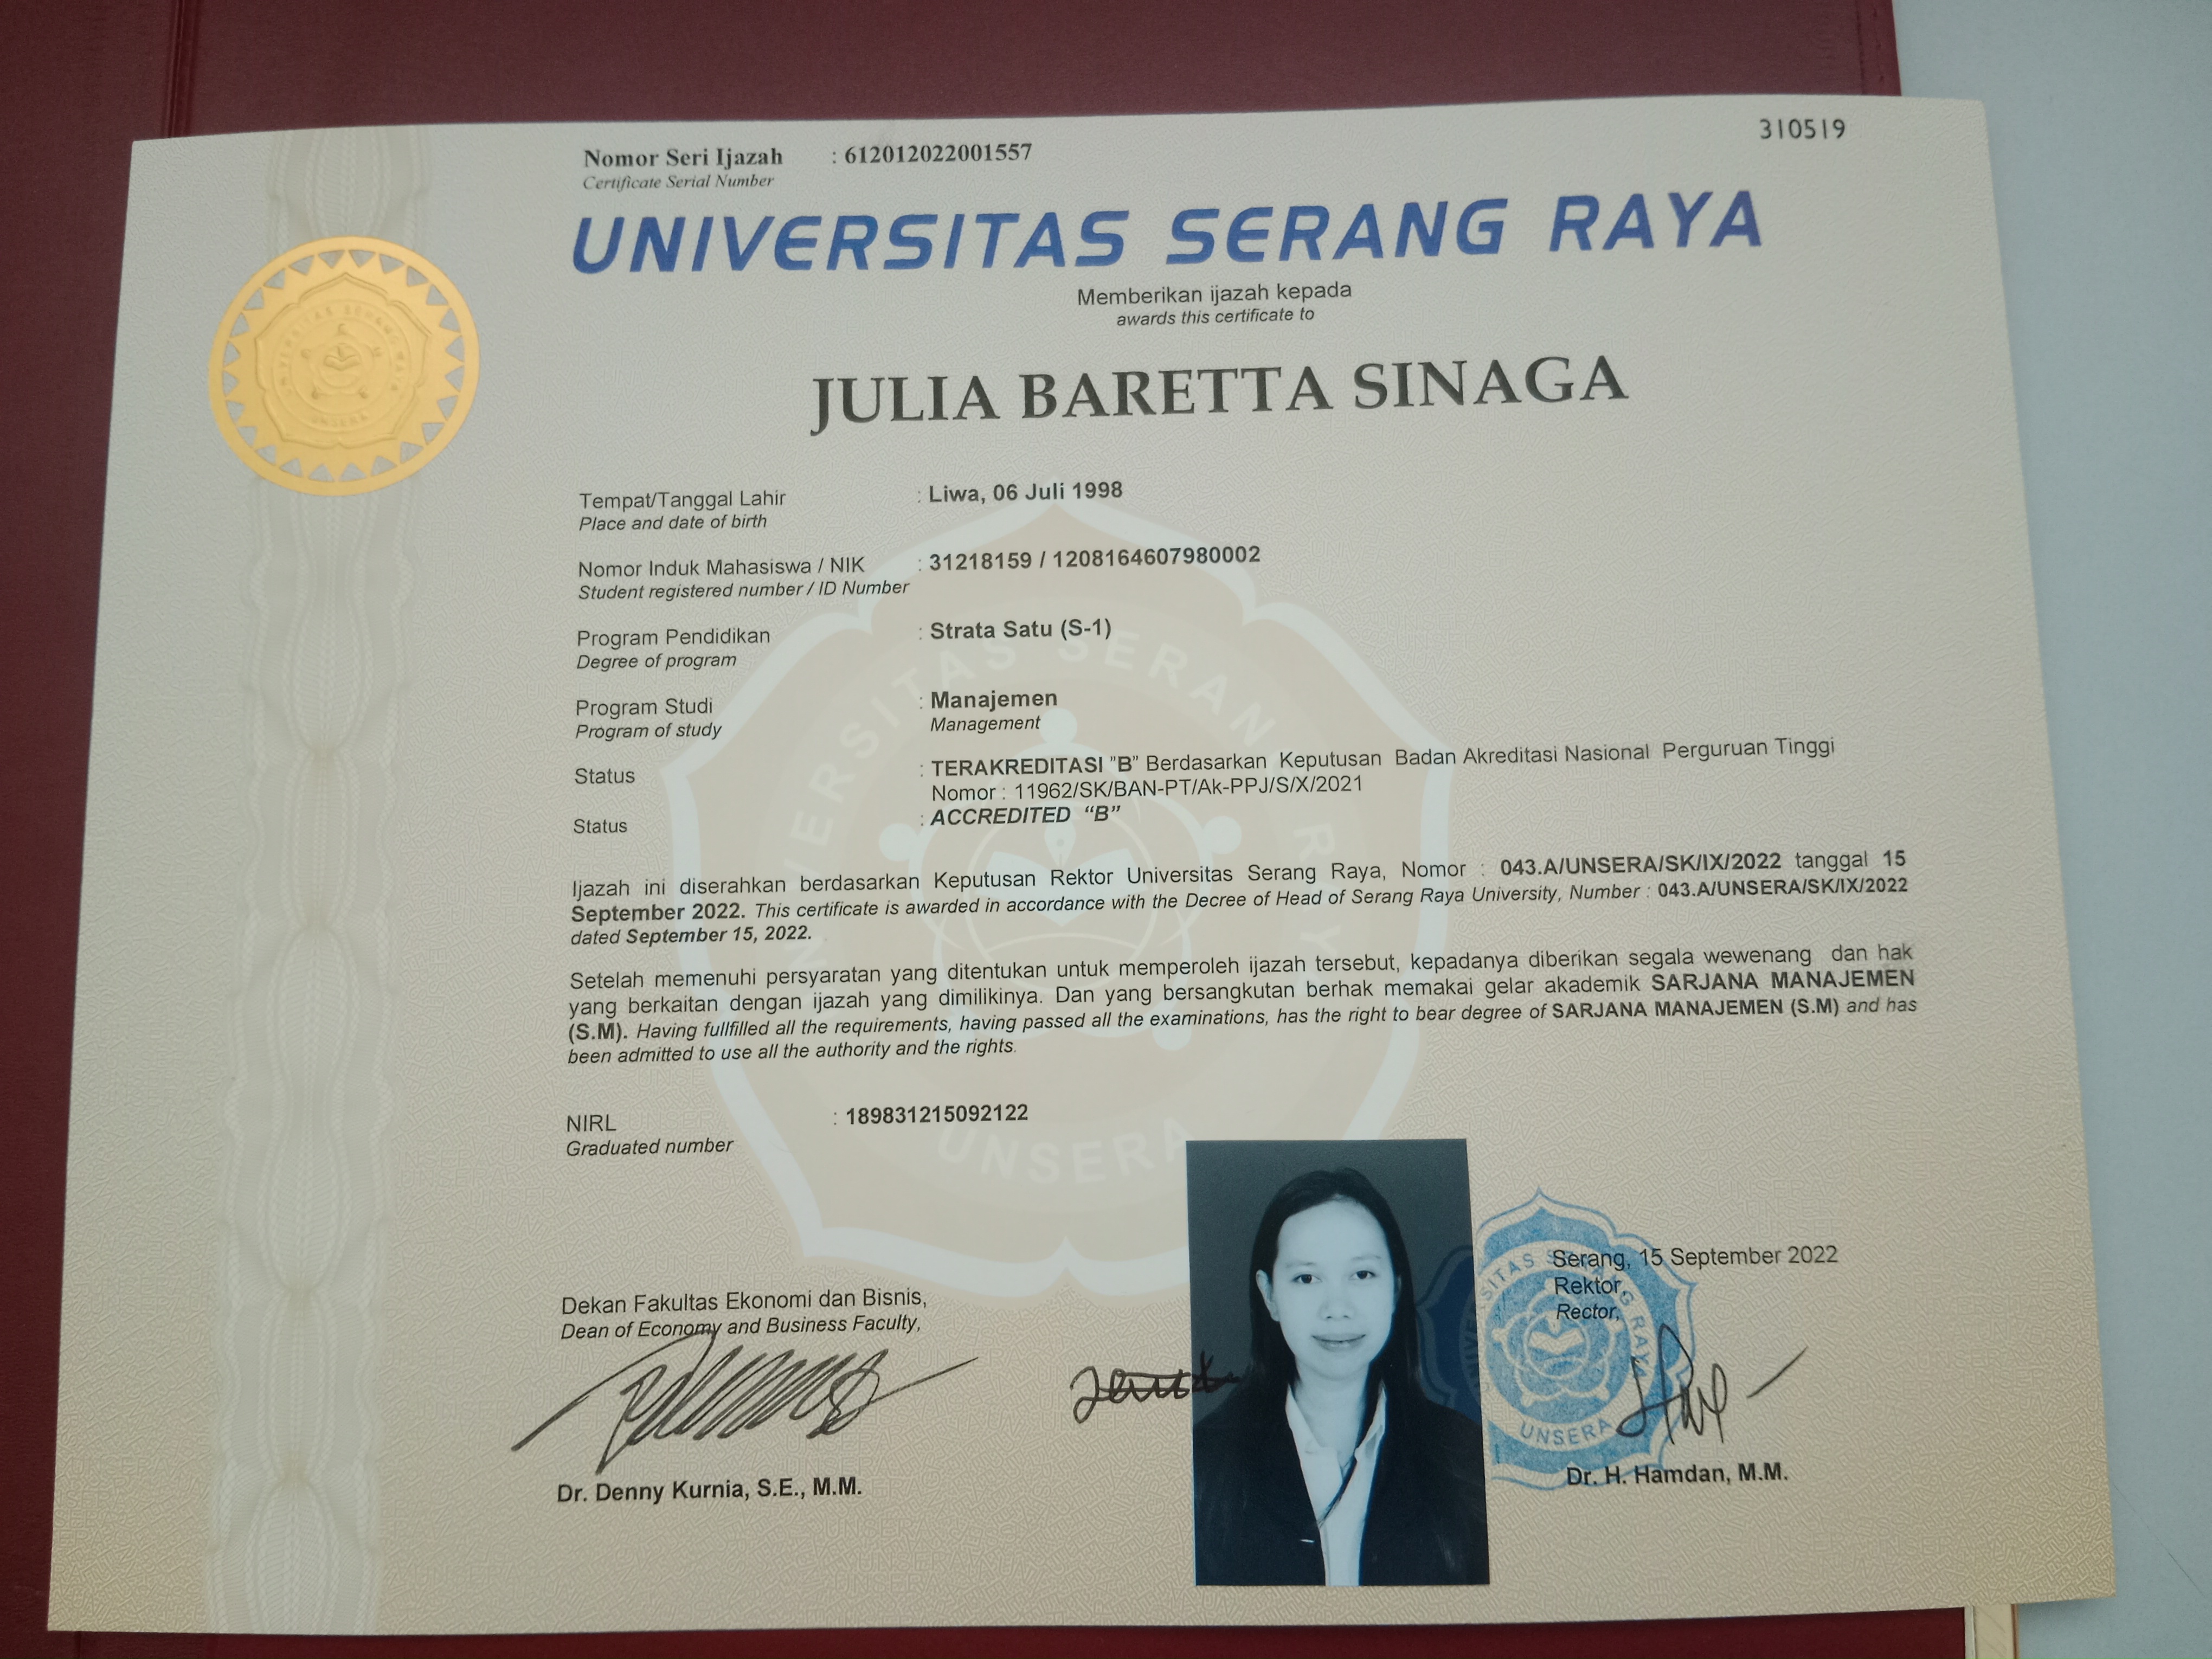 310519
Nomor Seri Ijazah : 612012022001557
Certificate Serial Number
UNIVERSITAS SERANG RAYA
Memberikan ijazah kepada
awards this certificate to
JULIA BARETTA SINAGA
Tempat/Tanggal Lahir : Liwa, 06 Juli 1998
Place and date of birth
Nomor Induk Mahasiswa / NIK : 31218159 / 1208164607980002
Student registered number / ID Number
Program Pendidikan : Strata Satu (S-1)
Degree of program
Program Studi : Manajemen
Program of study Management
Status : TERAKREDITASI "B" Berdasarkan Keputusan Badan Akreditasi Nasional Perguruan Tinggi
Nomor : 11962/SK/BAN-PT/Ak-PPJ/S/X/2021
Status : ACCREDITED “B”
Ijazah ini diserahkan berdasarkan Keputusan Rektor Universitas Serang Raya, Nomor : 043.A/UNSERA/SK/IX/2022 tanggal 15
September 2022. This certificate is awarded in accordance with the Decree of Head of Serang Raya University, Number : 043.A/UNSERA/SK/IX/2022
dated September 15, 2022.
Setelah memenuhi persyaratan yang ditentukan untuk memperoleh ijazah tersebut, kepadanya diberikan segala wewenang dan hak
yang berkaitan dengan ijazah yang dimilikinya. Dan yang bersangkutan berhak memakai gelar akademik SARJANA MANAJEMEN
(S.M). Having fullfilled all the requirements, having passed all the examinations, has the right to bear degree of SARJANA MANAJEMEN (S.M) and has
been admitted to use all the authority and the rights.
NIRL : 189831215092122
Graduated number
Serang, 15 September 2022
Rektor,
Rector,
Dekan Fakultas Ekonomi dan Bisnis,
Dean of Economy and Business Faculty,
UNSERA
Dr. Denny Kurnia, S.E., M.M.
Dr. H. Hamdan, M.M.